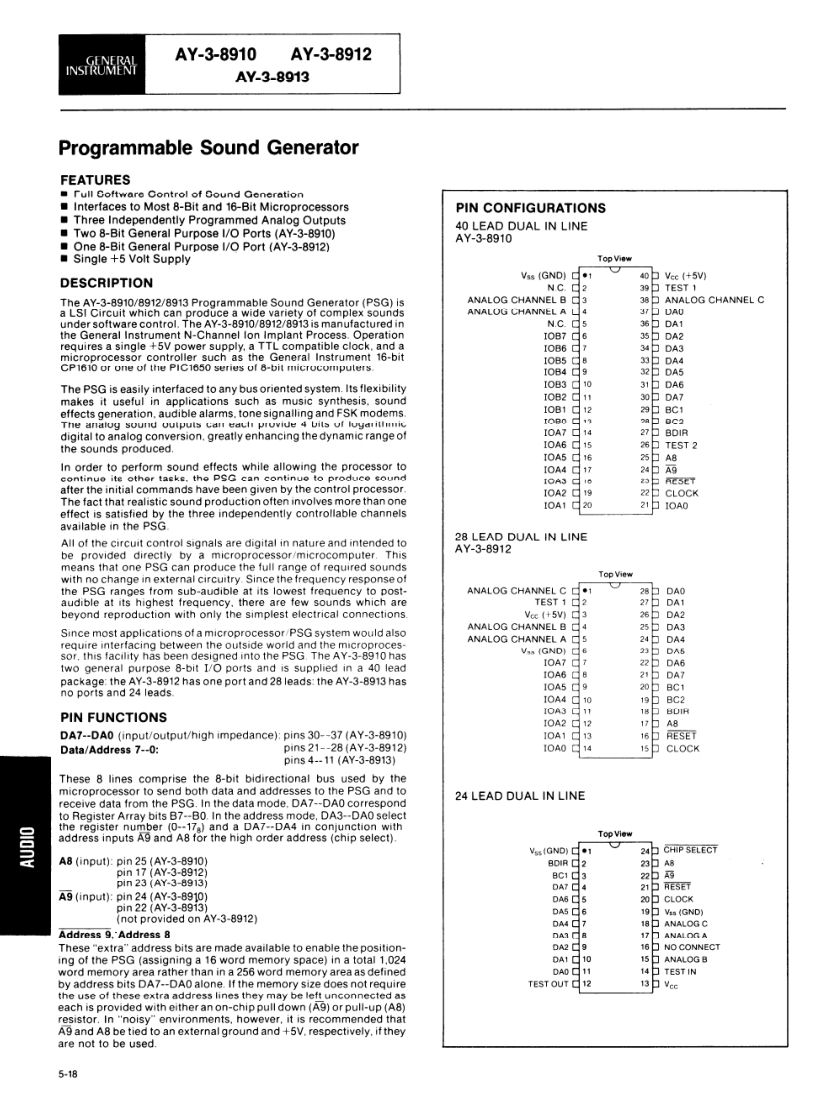 GENERAL
INSTRUMENT
AY-3-8910 AY-3-8912
AY-3-8913
Programmable Sound Generator
FEATURES
■ Full Software Control of Sound Generation
■ Interfaces to Most 8-Bit and 16-Bit Microprocessors
■ Three Independently Programmed Analog Outputs
■ Two 8-Bit General Purpose I/O Ports (AY-3-8910)
■ One 8-Bit General Purpose I/O Port (AY-3-8912)
■ Single +5 Volt Supply
DESCRIPTION
The AY-3-8910/8912/8913 Programmable Sound Generator (PSG) is
a LSI Circuit which can produce a wide variety of complex sounds
under software control. The AY-3-8910/8912/8913 is manufactured in
the General Instrument N-Channel Ion Implant Process. Operation
requires a single +5V power supply, a TTL compatible clock, and a
microprocessor controller such as the General Instrument 16-bit
CP1610 or one of the PIC1650 series of 8-bit microcomputers.
The PSG is easily interfaced to any bus oriented system. Its flexibility
makes it useful in applications such as music synthesis, sound
effects generation, audible alarms, tone signalling and FSK modems.
The analog sound outputs can each provide 4 bits of logarithmic
digital to analog conversion, greatly enhancing the dynamic range of
the sounds produced.
In order to perform sound effects while allowing the processor to
continue its other tasks, the PSG can continue to produce sound
after the initial commands have been given by the control processor.
The fact that realistic sound production often involves more than one
effect is satisfied by the three independently controllable channels
available in the PSG.
All of the circuit control signals are digital in nature and intended to
be provided directly by a microprocessor/microcomputer. This
means that one PSG can produce the full range of required sounds
with no change in external circuitry. Since the frequency response of
the PSG ranges from sub-audible at its lowest frequency to post-
audible at its highest frequency, there are few sounds which are
beyond reproduction with only the simplest electrical connections.
Since most applications of a microprocessor/PSG system would also
require interfacing between the outside world and the microproces-
sor, this facility has been designed into the PSG. The AY-3-8910 has
two general purpose 8-bit I/O ports and is supplied in a 40 lead
package: the AY-3-8912 has one port and 28 leads: the AY-3-8913 has
no ports and 24 leads.
PIN FUNCTIONS
DA7--DA0 (input/output/high impedance): pins 30--37 (AY-3-8910)
Data/Address 7--0: pins 21--28 (AY-3-8912)
pins 4--11 (AY-3-8913)
These 8 lines comprise the 8-bit bidirectional bus used by the
microprocessor to send both data and addresses to the PSG and to
receive data from the PSG. In the data mode, DA7--DA0 correspond
to Register Array bits B7--B0. In the address mode, DA3--DA0 select
the register number (0--17₈) and a DA7--DA4 in conjunction with
address inputs A̅9̅ and A8 for the high order address (chip select).
A8 (input): pin 25 (AY-3-8910)
pin 17 (AY-3-8912)
pin 23 (AY-3-8913)
A̅9̅ (input): pin 24 (AY-3-8910)
pin 22 (AY-3-8913)
(not provided on AY-3-8912)
Address 9, Address 8
These "extra" address bits are made available to enable the position-
ing of the PSG (assigning a 16 word memory space) in a total 1,024
word memory area rather than in a 256 word memory area as defined
by address bits DA7--DA0 alone. If the memory size does not require
the use of these extra address lines they may be left unconnected as
each is provided with either an on-chip pull down (A̅9̅) or pull-up (A8)
resistor. In "noisy" environments, however, it is recommended that
A̅9̅ and A8 be tied to an external ground and +5V, respectively, if they
are not to be used.
5-18
AUDIO
PIN CONFIGURATIONS
40 LEAD DUAL IN LINE
AY-3-8910
Top View
Vss (GND) 1 40 Vcc (+5V)
N.C. 2 39 TEST 1
ANALOG CHANNEL B 3 38 ANALOG CHANNEL C
ANALOG CHANNEL A 4 37 DA0
N.C. 5 36 DA1
IOB7 6 35 DA2
IOB6 7 34 DA3
IOB5 8 33 DA4
IOB4 9 32 DA5
IOB3 10 31 DA6
IOB2 11 30 DA7
IOB1 12 29 BC1
IOB0 13 28 BC2
IOA7 14 27 BDIR
IOA6 15 26 TEST 2
IOA5 16 25 A8
IOA4 17 24 A̅9̅
IOA3 18 23 R̅E̅S̅E̅T̅
IOA2 19 22 CLOCK
IOA1 20 21 IOA0
28 LEAD DUAL IN LINE
AY-3-8912
Top View
ANALOG CHANNEL C 1 28 DA0
TEST 1 2 27 DA1
Vcc (+5V) 3 26 DA2
ANALOG CHANNEL B 4 25 DA3
ANALOG CHANNEL A 5 24 DA4
Vss (GND) 6 23 DA5
IOA7 7 22 DA6
IOA6 8 21 DA7
IOA5 9 20 BC1
IOA4 10 19 BC2
IOA3 11 18 BDIR
IOA2 12 17 A8
IOA1 13 16 R̅E̅S̅E̅T̅
IOA0 14 15 CLOCK
24 LEAD DUAL IN LINE
Top View
Vss (GND) 1 24 C̅H̅I̅P̅ ̅S̅E̅L̅E̅C̅T̅
BDIR 2 23 A8
BC1 3 22 A̅9̅
DA7 4 21 R̅E̅S̅E̅T̅
DA6 5 20 CLOCK
DA5 6 19 Vss (GND)
DA4 7 18 ANALOG C
DA3 8 17 ANALOG A
DA2 9 16 NO CONNECT
DA1 10 15 ANALOG B
DA0 11 14 TEST IN
TEST OUT 12 13 Vcc